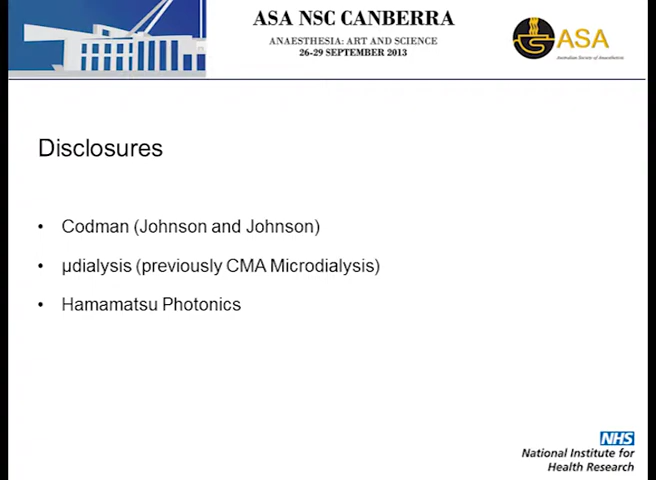 ASA NSC CANBERRA
ANAESTHESIA: ART AND SCIENCE
26-29 SEPTEMBER 2013
ASA
Australian Society of Anaesthetists
Disclosures
• Codman (Johnson and Johnson)
• µdialysis (previously CMA Microdialysis)
• Hamamatsu Photonics
NHS
National Institute for
Health Research